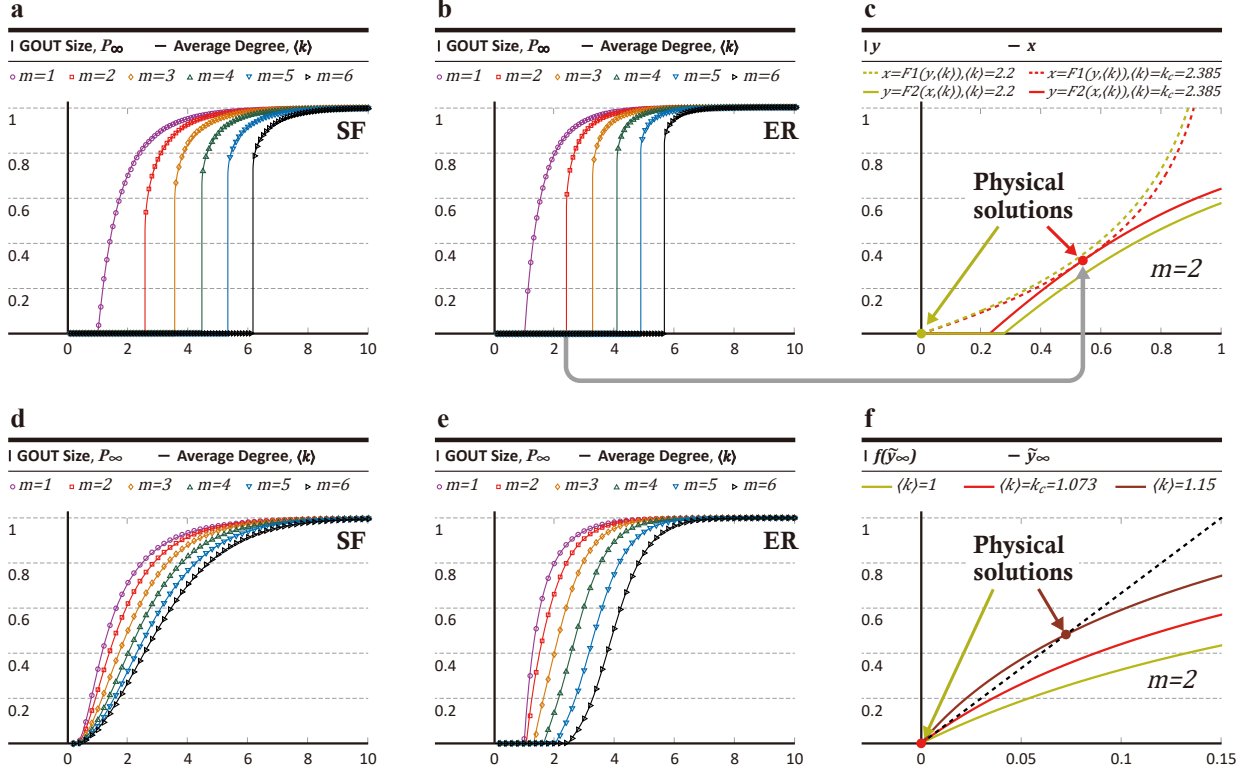 a
GOUT Size, P∞ — Average Degree, ⟨k⟩
m=1 m=2 m=3 m=4 m=5 m=6
1
0.8
0.6
0.4
0.2
0 2 4 6 8 10
SF
b
GOUT Size, P∞ — Average Degree, ⟨k⟩
m=1 m=2 m=3 m=4 m=5 m=6
1
0.8
0.6
0.4
0.2
0 2 4 6 8 10
ER
c
y — x
x=F1(y,⟨k⟩),⟨k⟩=2.2 x=F1(y,⟨k⟩),⟨k⟩=kc=2.385
y=F2(x,⟨k⟩),⟨k⟩=2.2 y=F2(x,⟨k⟩),⟨k⟩=kc=2.385
1
0.8
0.6
0.4
0.2
0 0.2 0.4 0.6 0.8 1
Physical
solutions
m=2
d
GOUT Size, P∞ — Average Degree, ⟨k⟩
m=1 m=2 m=3 m=4 m=5 m=6
1
0.8
0.6
0.4
0.2
0 2 4 6 8 10
SF
e
GOUT Size, P∞ — Average Degree, ⟨k⟩
m=1 m=2 m=3 m=4 m=5 m=6
1
0.8
0.6
0.4
0.2
0 2 4 6 8 10
ER
f
f(ỹ∞) — ỹ∞
⟨k⟩=1 ⟨k⟩=kc=1.073 ⟨k⟩=1.15
1
0.8
0.6
0.4
0.2
0 0.05 0.1 0.15
Physical
solutions
m=2